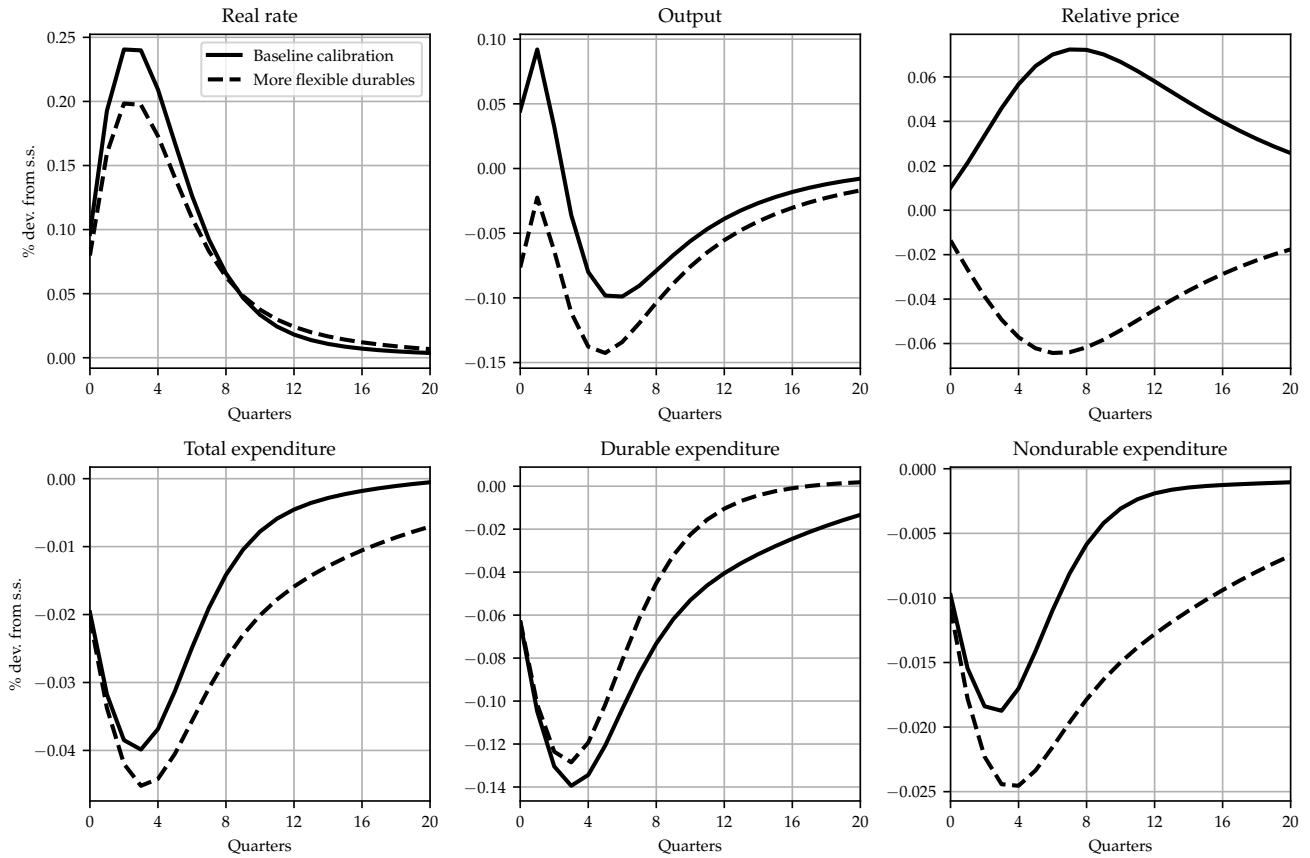 Real rate
% dev. from s.s.
0.25
0.20
0.15
0.10
0.05
0.00
Baseline calibration
More flexible durables
0 4 8 12 16 20
Quarters
Output
0.10
0.05
0.00
−0.05
−0.10
−0.15
0 4 8 12 16 20
Quarters
Relative price
0.06
0.04
0.02
0.00
−0.02
−0.04
−0.06
0 4 8 12 16 20
Quarters
Total expenditure
% dev. from s.s.
0.00
−0.01
−0.02
−0.03
−0.04
0 4 8 12 16 20
Quarters
Durable expenditure
0.00
−0.02
−0.04
−0.06
−0.08
−0.10
−0.12
−0.14
0 4 8 12 16 20
Quarters
Nondurable expenditure
0.000
−0.005
−0.010
−0.015
−0.020
−0.025
0 4 8 12 16 20
Quarters